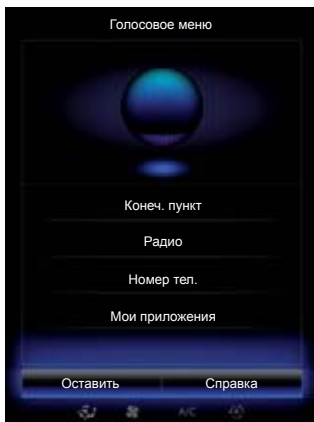 Голосовое меню
Конеч. пункт
Радио
Номер тел.
Мои приложения
Оставить Справка
A/C